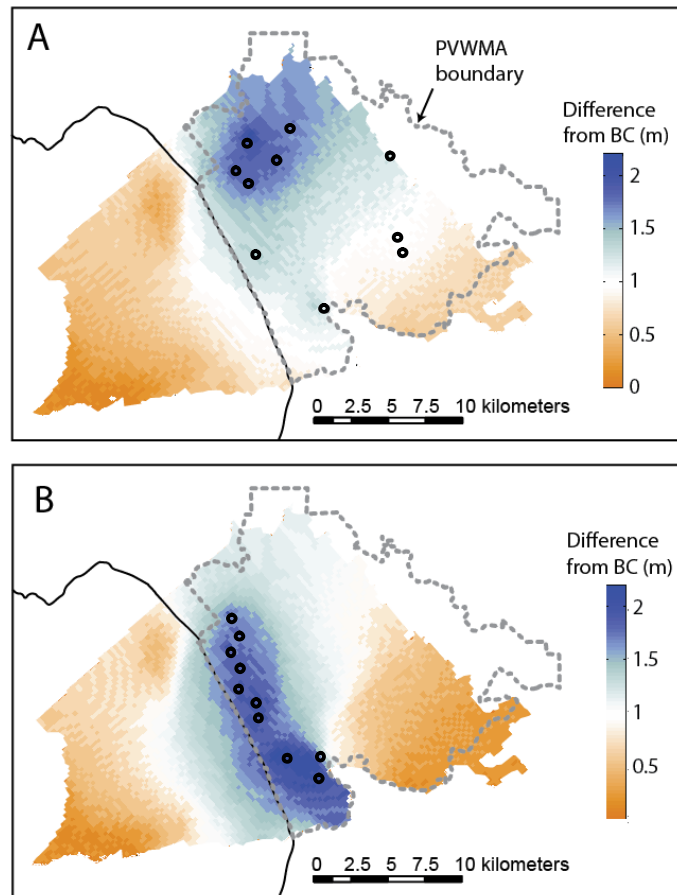 A
PVWMA
boundary
Difference
from BC (m)
2
1.5
1
0.5
0
0 2.5 5 7.5 10 kilometers
B
Difference
from BC (m)
2
1.5
1
0.5
0 2.5 5 7.5 10 kilometers